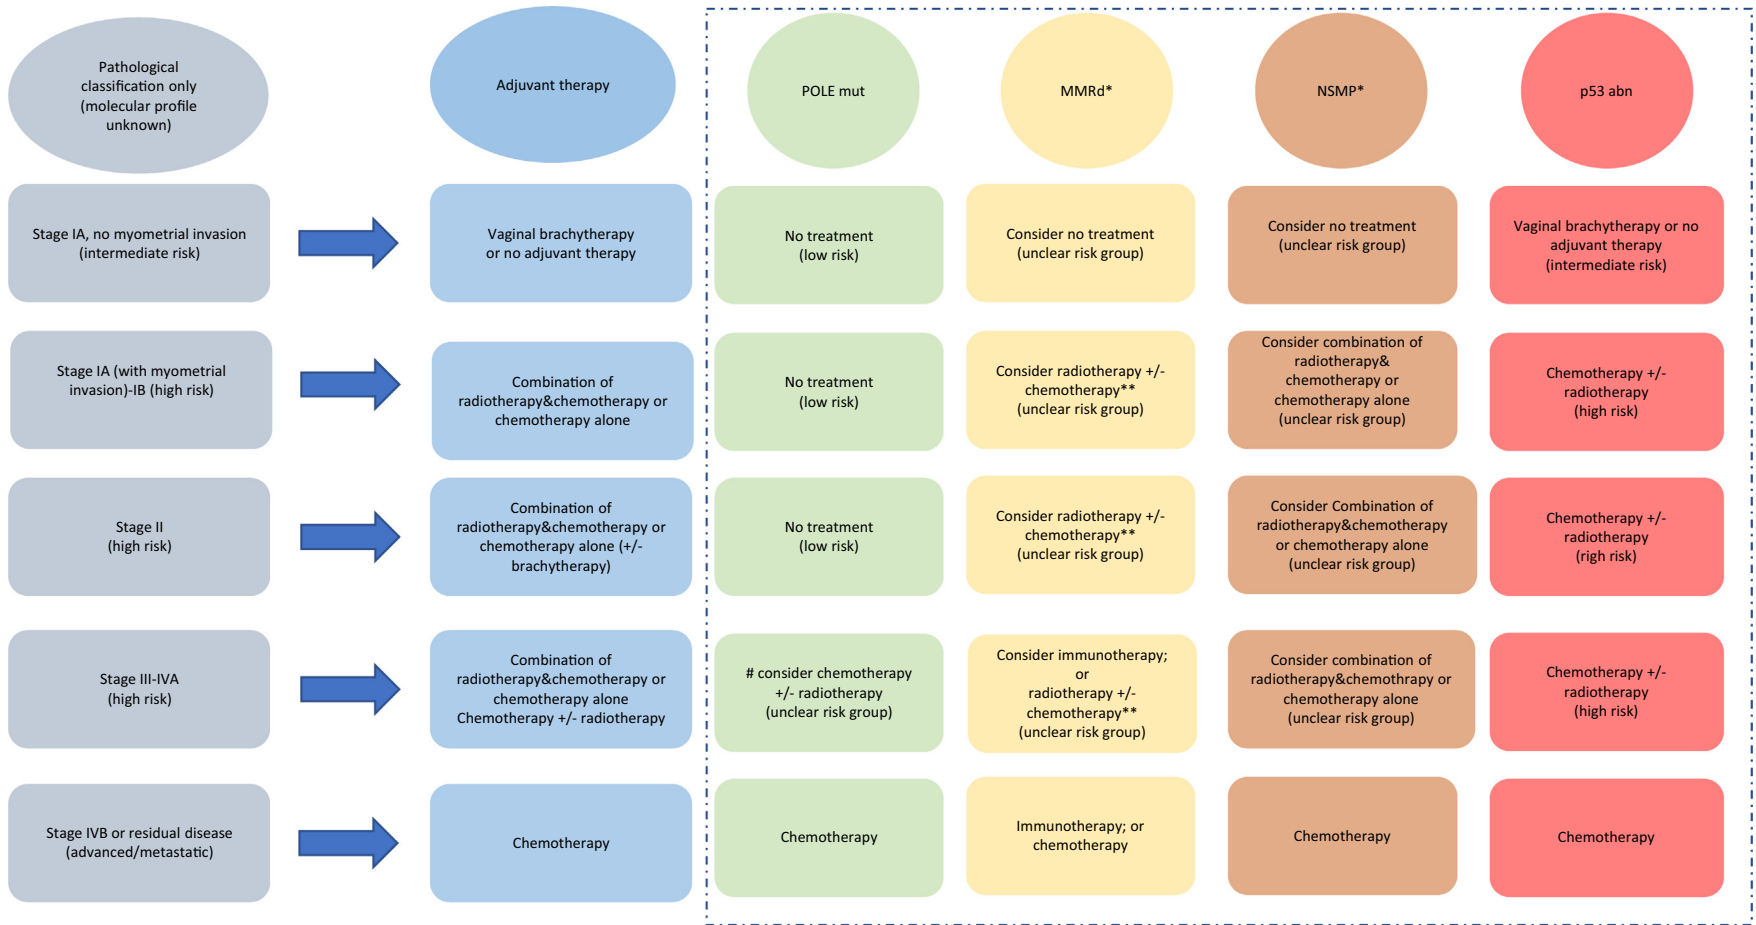 Pathological
classification only
(molecular profile
unknown)
Adjuvant therapy
POLE mut
MMRd*
NSMP*
p53 abn
Stage IA, no myometrial invasion
(intermediate risk)
Vaginal brachytherapy
or no adjuvant therapy
No treatment
(low risk)
Consider no treatment
(unclear risk group)
Consider no treatment
(unclear risk group)
Vaginal brachytherapy or no
adjuvant therapy
(intermediate risk)
Stage IA (with myometrial
invasion)-IB (high risk)
Combination of
radiotherapy&chemotherapy or
chemotherapy alone
No treatment
(low risk)
Consider radiotherapy +/-
chemotherapy**
(unclear risk group)
Consider combination of
radiotherapy&
chemotherapy or
chemotherapy alone
(unclear risk group)
Chemotherapy +/-
radiotherapy
(high risk)
Stage II
(high risk)
Combination of
radiotherapy&chemotherapy or
chemotherapy alone (+/-
brachytherapy)
No treatment
(low risk)
Consider radiotherapy +/-
chemotherapy**
(unclear risk group)
Consider Combination of
radiotherapy&chemotherapy
or chemotherapy alone
(unclear risk group)
Chemotherapy +/-
radiotherapy
(righ risk)
Stage III-IVA
(high risk)
Combination of
radiotherapy&chemotherapy or
chemotherapy alone
Chemotherapy +/- radiotherapy
# consider chemotherapy
+/- radiotherapy
(unclear risk group)
Consider immunotherapy;
or
radiotherapy +/-
chemotherapy**
(unclear risk group)
Consider combination of
radiotherapy&chemothrapy or
chemotherapy alone
(unclear risk group)
Chemotherapy +/-
radiotherapy
(high risk)
Stage IVB or residual disease
(advanced/metastatic)
Chemotherapy
Chemotherapy
Immunotherapy; or
chemotherapy
Chemotherapy
Chemotherapy